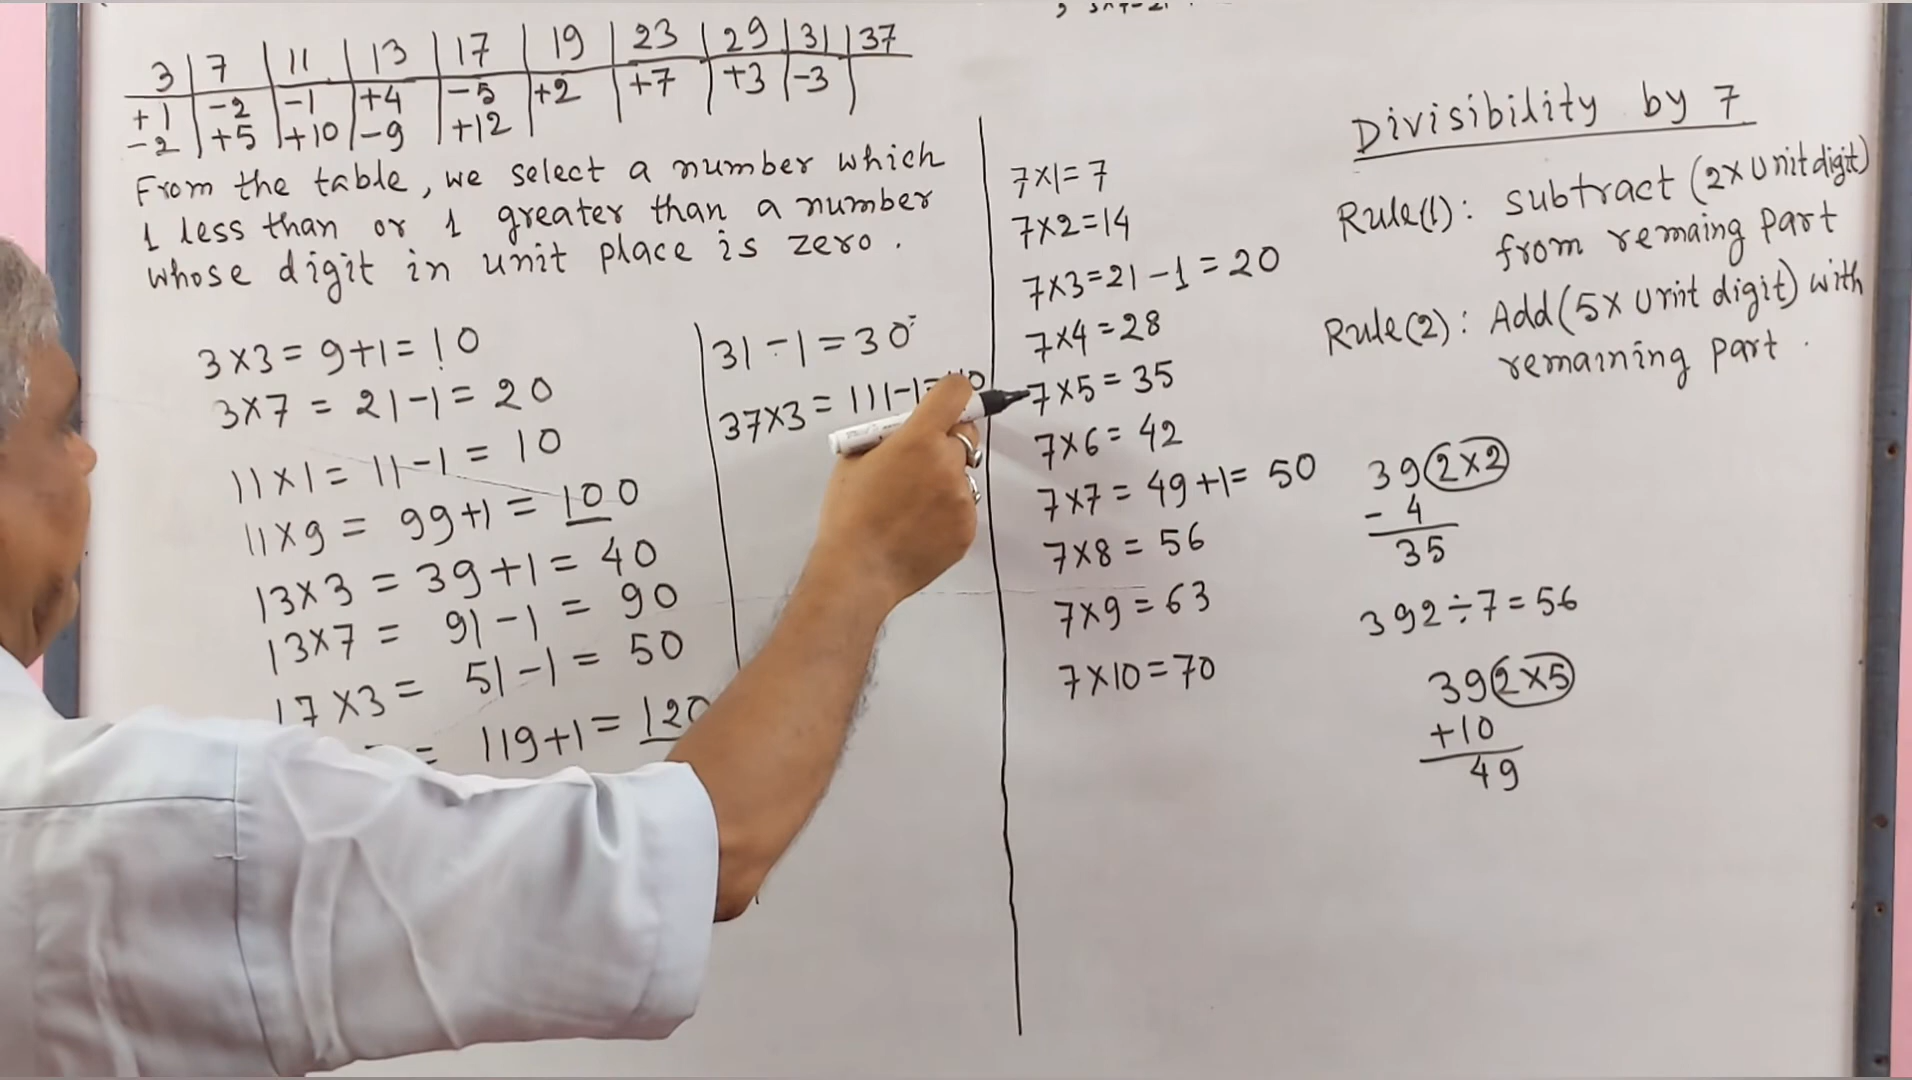 3 | 7 | 11 | 13 | 17 | 19 | 23 | 29 | 31 | 37
+1 | -2 | -1 | +4 | -5 | +2 | +7 | +3 | -3 |
-2 | +5 | +10 | -9 | +12
From the table, we select a number which
1 less than or 1 greater than a number
whose digit in unit place is zero.
3×3 = 9+1 = 10
3×7 = 21-1 = 20
11×1 = 11-1 = 10
11×9 = 99+1 = 100
13×3 = 39+1 = 40
13×7 = 91-1 = 90
17×3 = 51-1 = 50
= 119+1 = 120
31-1 = 30
37×3 = 111-1=
7×1=7
7×2=14
7×3=21-1=20
7×4=28
7×5=35
7×6=42
7×7=49+1=50
7×8=56
7×9=63
7×10=70
Divisibility by 7
Rule(1): subtract (2× unit digit)
from remaing part
Rule(2): Add (5× unit digit) with
remaining part.
39(2×2)
- 4
35
392÷7=56
39(2×5)
+10
49